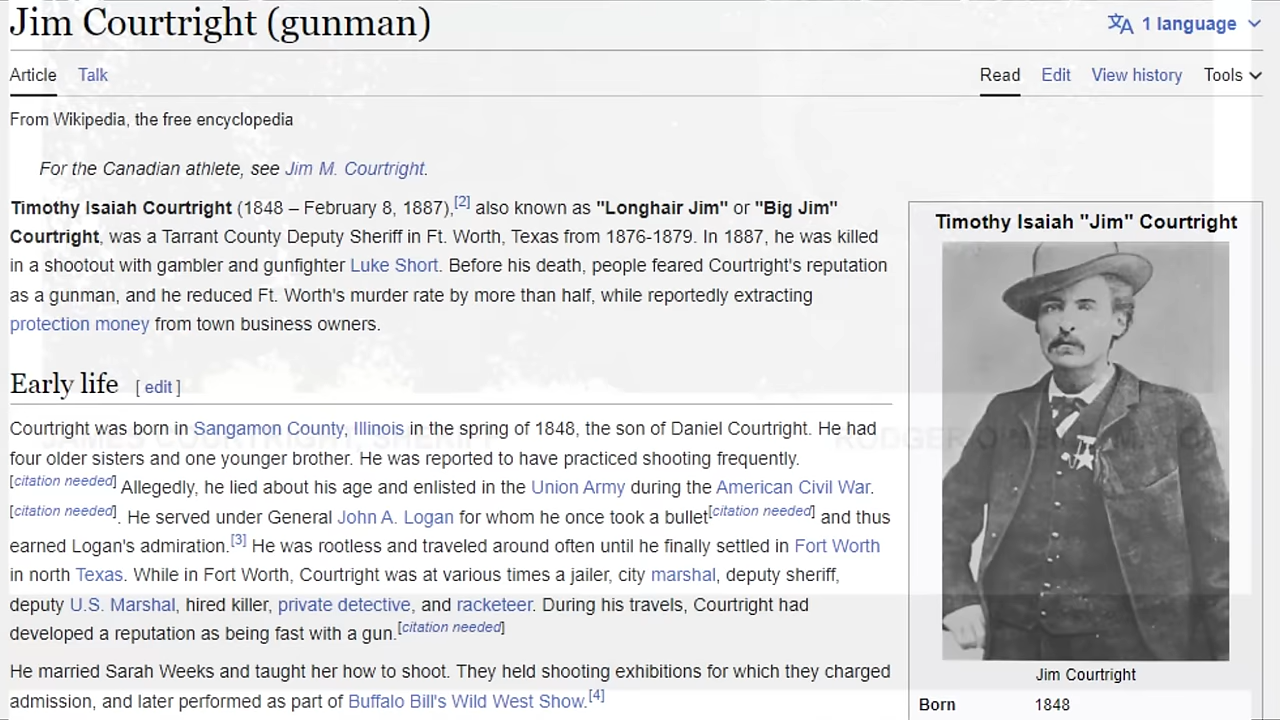 Jim Courtright (gunman)
1 language
Article Talk
Read Edit View history Tools
From Wikipedia, the free encyclopedia
For the Canadian athlete, see Jim M. Courtright.
Timothy Isaiah Courtright (1848 – February 8, 1887),[2] also known as "Longhair Jim" or "Big Jim"
Courtright, was a Tarrant County Deputy Sheriff in Ft. Worth, Texas from 1876-1879. In 1887, he was killed
in a shootout with gambler and gunfighter Luke Short. Before his death, people feared Courtright's reputation
as a gunman, and he reduced Ft. Worth's murder rate by more than half, while reportedly extracting
protection money from town business owners.
Early life [ edit ]
Courtright was born in Sangamon County, Illinois in the spring of 1848, the son of Daniel Courtright. He had
four older sisters and one younger brother. He was reported to have practiced shooting frequently.
[citation needed] Allegedly, he lied about his age and enlisted in the Union Army during the American Civil War.
[citation needed]. He served under General John A. Logan for whom he once took a bullet[citation needed] and thus
earned Logan's admiration.[3] He was rootless and traveled around often until he finally settled in Fort Worth
in north Texas. While in Fort Worth, Courtright was at various times a jailer, city marshal, deputy sheriff,
deputy U.S. Marshal, hired killer, private detective, and racketeer. During his travels, Courtright had
developed a reputation as being fast with a gun.[citation needed]
He married Sarah Weeks and taught her how to shoot. They held shooting exhibitions for which they charged
admission, and later performed as part of Buffalo Bill's Wild West Show.[4]
Timothy Isaiah "Jim" Courtright
Jim Courtright
Born 1848
JAMES COURTRIGHT, SHERIFF